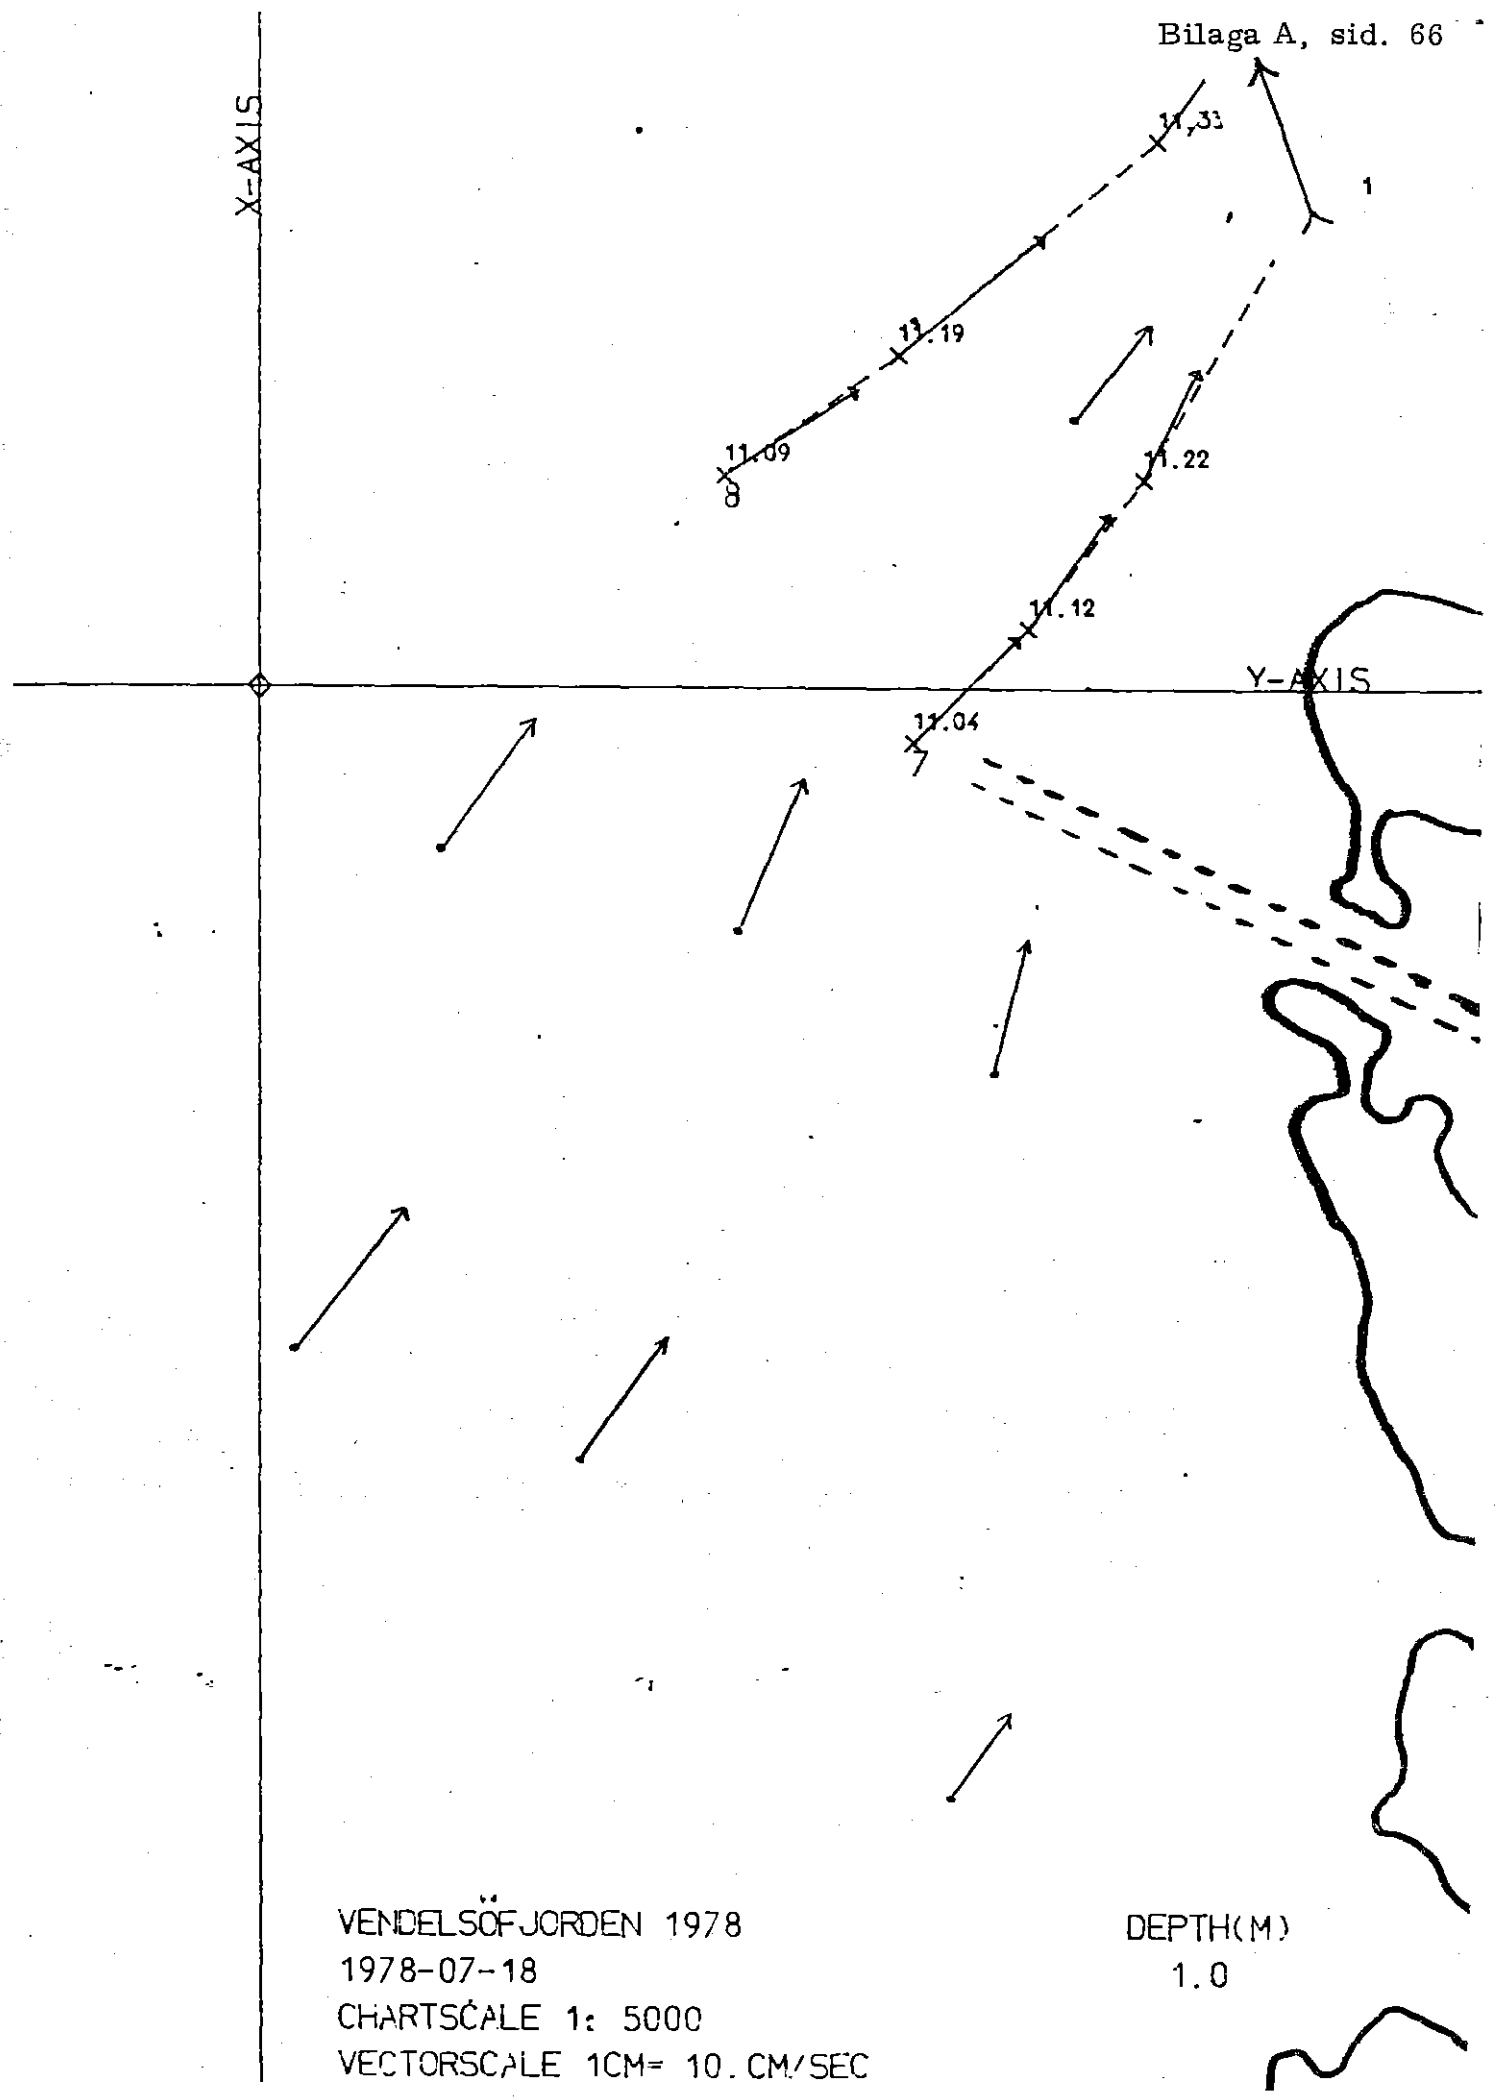 Bilaga A, sid. 66
X-AXIS
11.33
1
11.19
11.09
8
11.22
11.12
Y-AXIS
11.04
7
VENDELSÖFJORDEN 1978
1978-07-18
CHARTSCALE 1: 5000
VECTORSCALE 1CM= 10. CM/SEC
DEPTH(M)
1.0